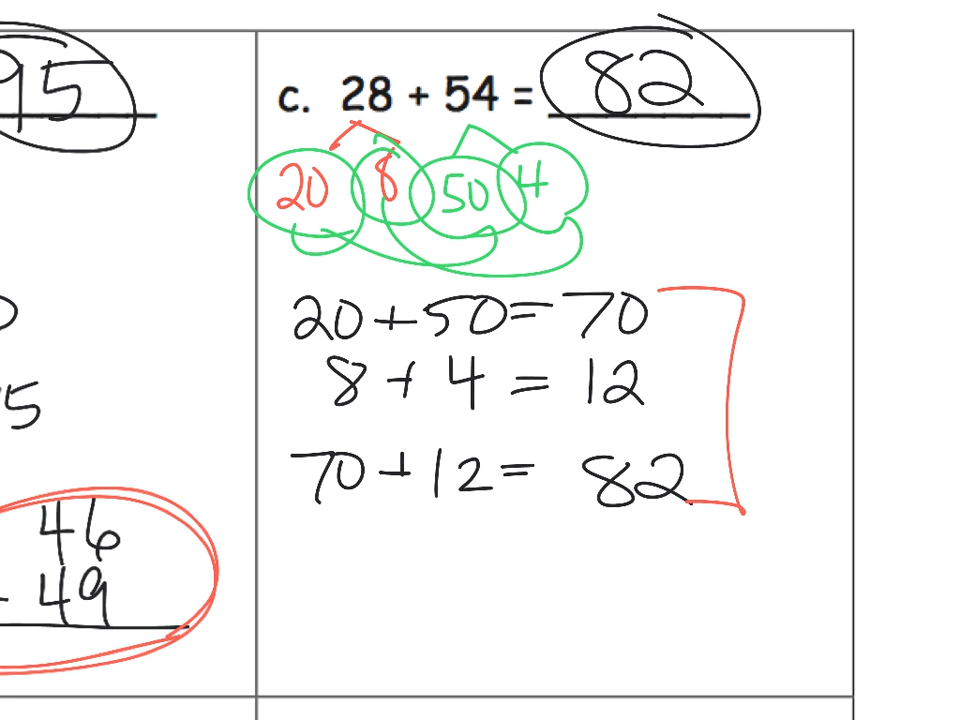 95
c. 28 + 54 = 82
20 8 50 4
20 + 50 = 70
8 + 4 = 12
70 + 12 = 82
5
46
49